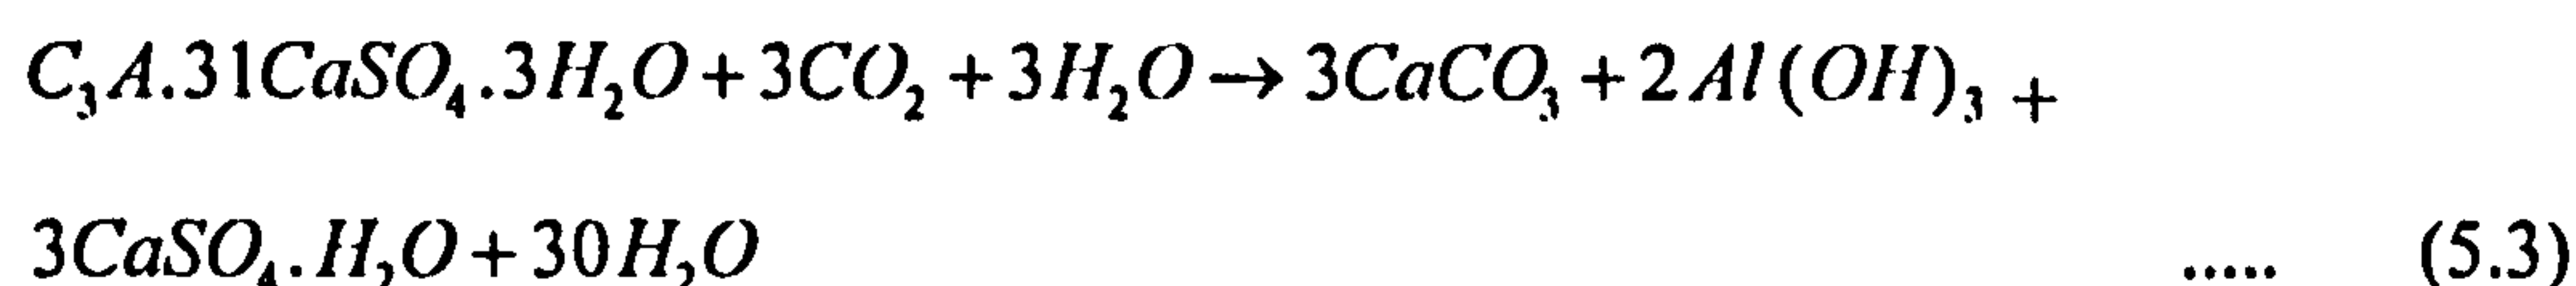 C₃A.31CaSO₄.3H₂O + 3CO₂ + 3H₂O → 3CaCO₃ + 2Al(OH)₃ +
3CaSO₄.H₂O + 30H₂O ..... (5.3)